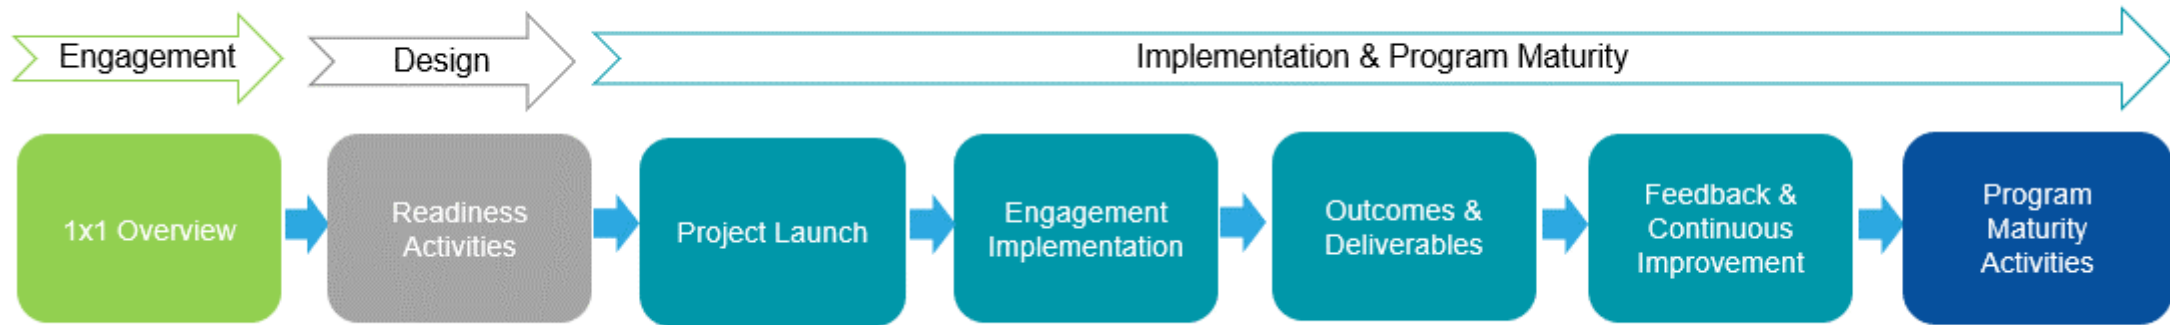 Engagement
Design
Implementation & Program Maturity
1x1 Overview
Readiness
Activities
Project Launch
Engagement
Implementation
Outcomes &
Deliverables
Feedback &
Continuous
Improvement
Program
Maturity
Activities